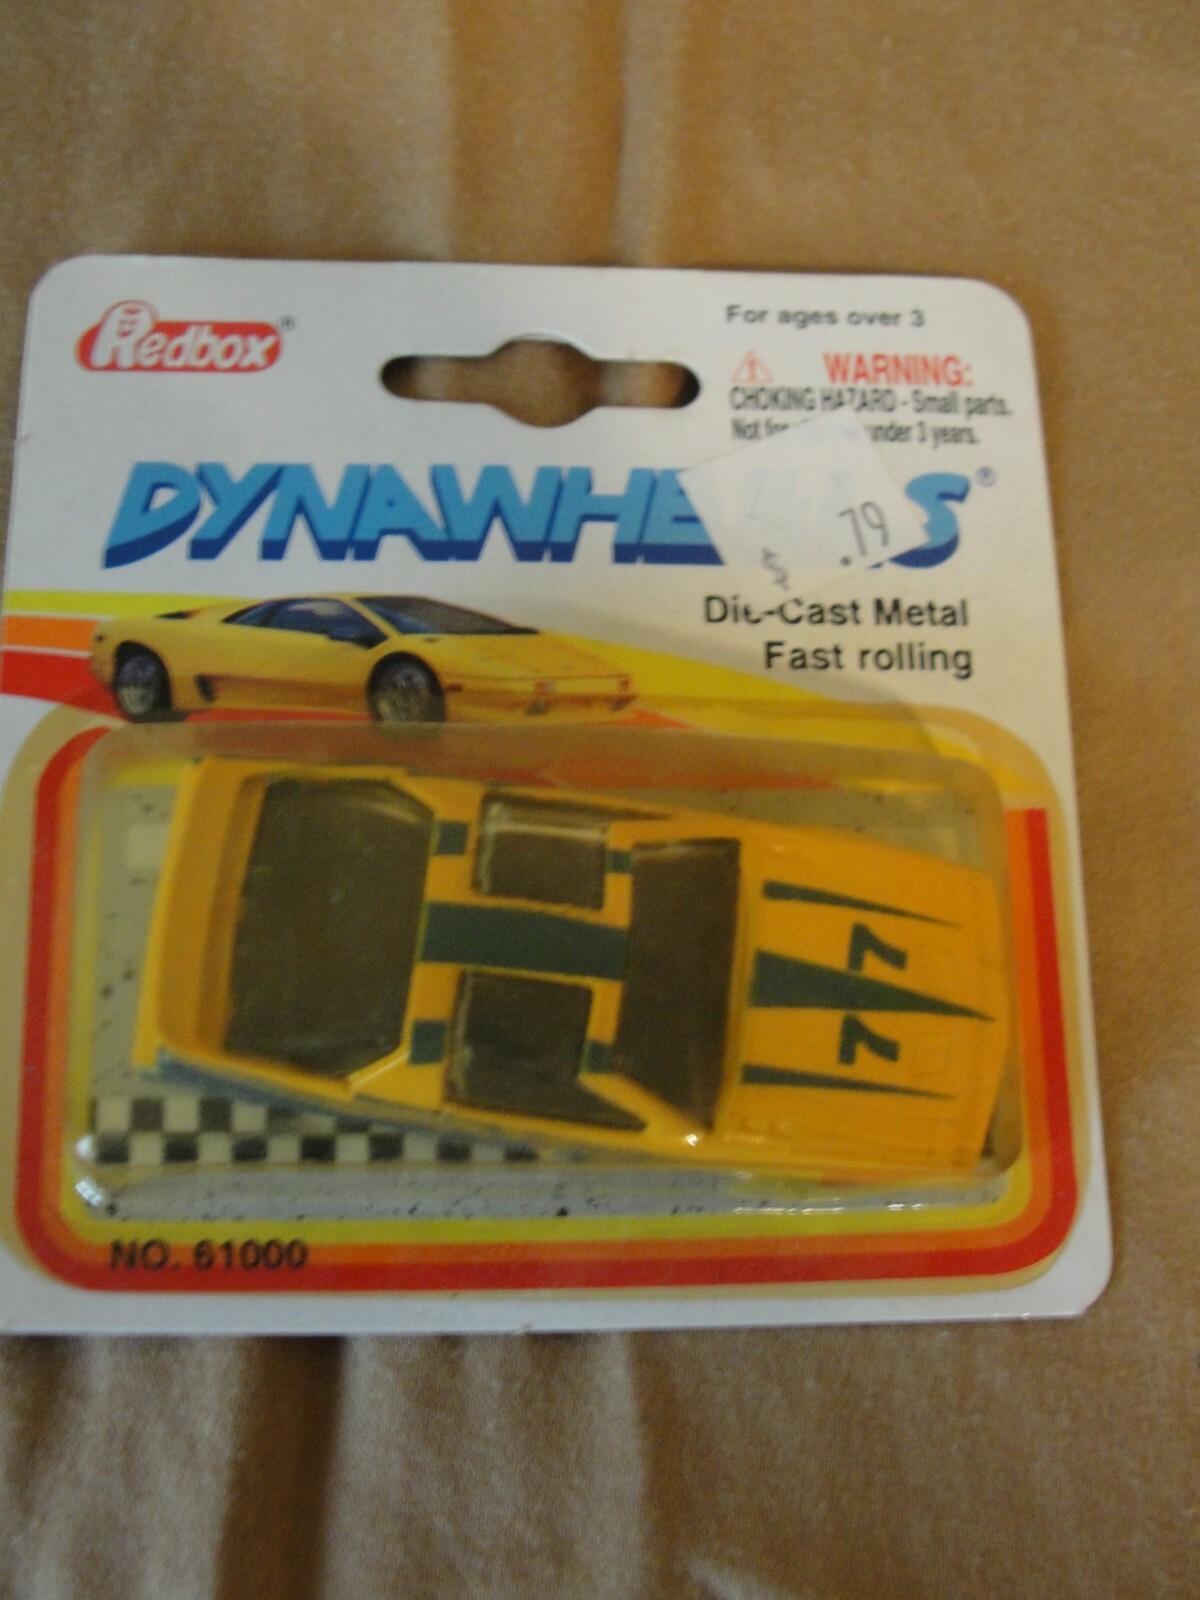 Redbox®
For ages over 3
WARNING:
CHOKING HAZARD - Small parts.
Not under 3 years.
DYNAWHEELS®
$ .79
Die-Cast Metal
Fast rolling
77
NO. 61000